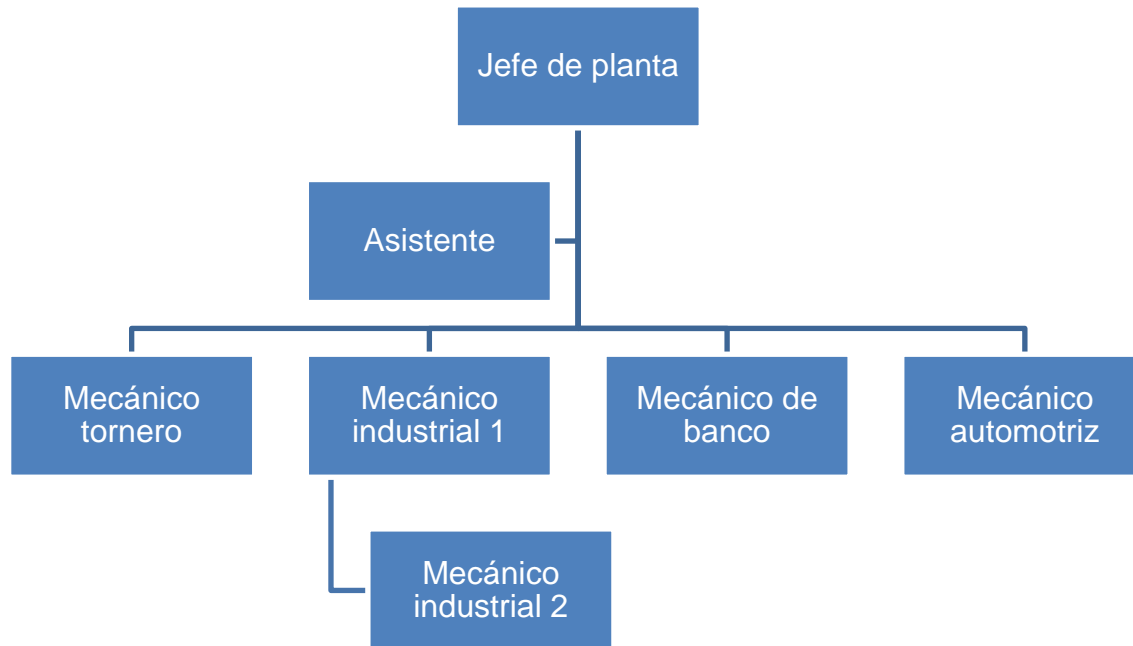 Jefe de planta
Asistente
Mecánico
tornero
Mecánico
industrial 1
Mecánico de
banco
Mecánico
automotriz
Mecánico
industrial 2